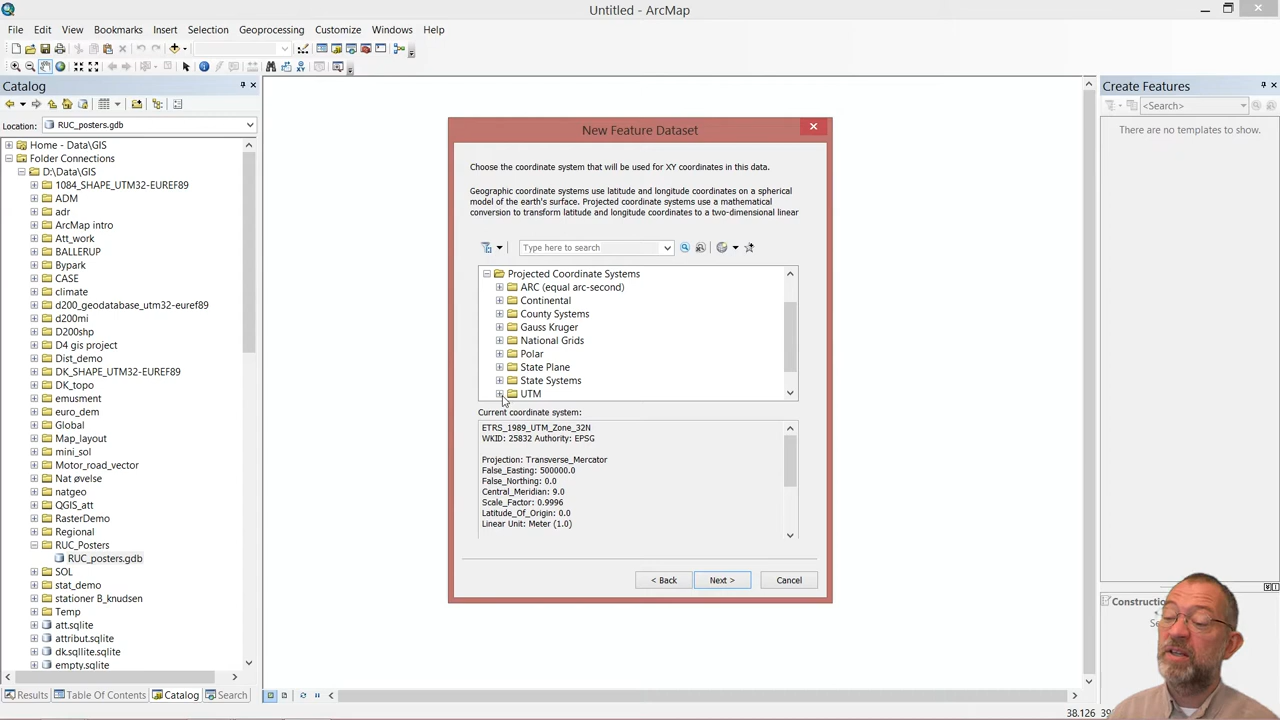 Untitled - ArcMap
File Edit View Bookmarks Insert Selection Geoprocessing Customize Windows Help
Catalog
Location: RUC_posters.gdb
Home - Data\GIS
Folder Connections
D:\Data\GIS
1084_SHAPE_UTM32-EUREF89
ADM
adr
ArcMap intro
Att_work
BALLERUP
Bypark
CASE
climate
d200_geodatabase_utm32-euref89
d200mi
D200shp
D4 gis project
Dist_demo
DK_SHAPE_UTM32-EUREF89
DK_topo
emusment
euro_dem
Global
Map_layout
mini_sol
Motor_road_vector
Nat øvelse
natgeo
QGIS_att
RasterDemo
Regional
RUC_Posters
RUC_posters.gdb
SOL
stat_demo
stationer B_knudsen
Temp
att.sqlite
attribut.sqlite
dk.sqllite.sqlite
empty.sqlite
Results Table Of Contents Catalog Search
New Feature Dataset
Choose the coordinate system that will be used for XY coordinates in this data.
Geographic coordinate systems use latitude and longitude coordinates on a spherical
model of the earth's surface. Projected coordinate systems use a mathematical
conversion to transform latitude and longitude coordinates to a two-dimensional linear
Type here to search
Projected Coordinate Systems
ARC (equal arc-second)
Continental
County Systems
Gauss Kruger
National Grids
Polar
State Plane
State Systems
UTM
Current coordinate system:
ETRS_1989_UTM_Zone_32N
WKID: 25832 Authority: EPSG
Projection: Transverse_Mercator
False_Easting: 500000.0
False_Northing: 0.0
Central_Meridian: 9.0
Scale_Factor: 0.9996
Latitude_Of_Origin: 0.0
Linear Unit: Meter (1.0)
< Back Next > Cancel
Create Features
<Search>
There are no templates to show.
Constructio
38.126